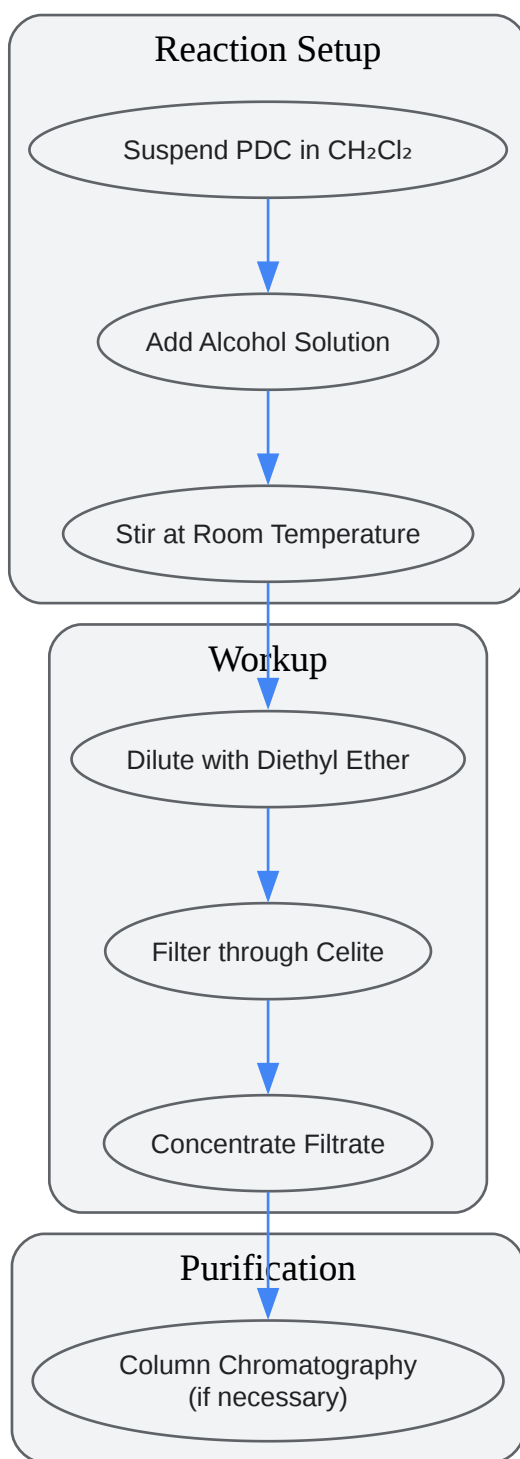 Reaction Setup
Suspend PDC in CH₂Cl₂
Add Alcohol Solution
Stir at Room Temperature
Workup
Dilute with Diethyl Ether
Filter through Celite
Concentrate Filtrate
Purification
Column Chromatography
(if necessary)